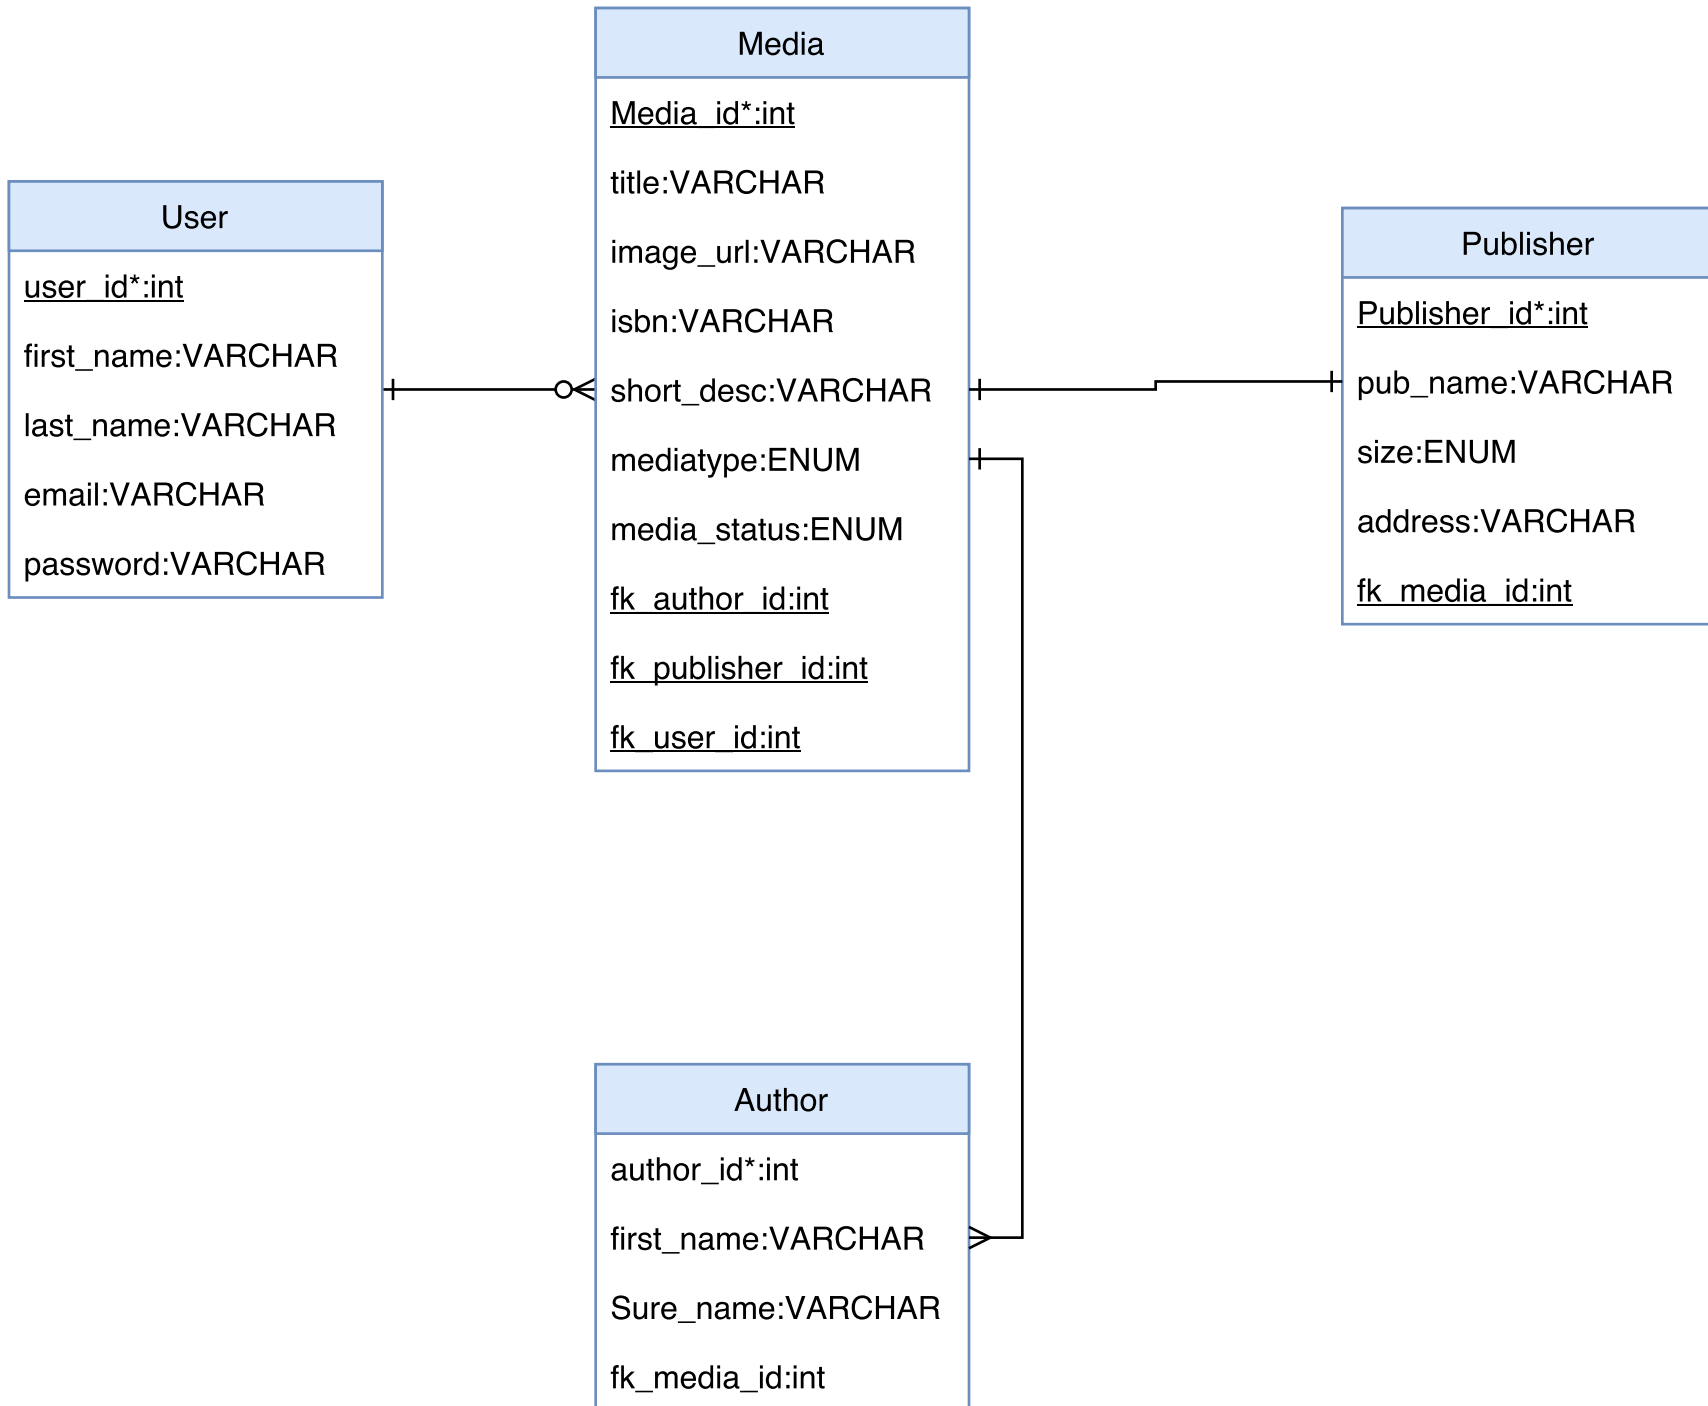 Media
Media_id*:int
title:VARCHAR
image_url:VARCHAR
isbn:VARCHAR
short_desc:VARCHAR
mediatype:ENUM
media_status:ENUM
fk_author_id:int
fk_publisher_id:int
fk_user_id:int
User
user_id*:int
first_name:VARCHAR
last_name:VARCHAR
email:VARCHAR
password:VARCHAR
Publisher
Publisher_id*:int
pub_name:VARCHAR
size:ENUM
address:VARCHAR
fk_media_id:int
Author
author_id*:int
first_name:VARCHAR
Sure_name:VARCHAR
fk_media_id:int